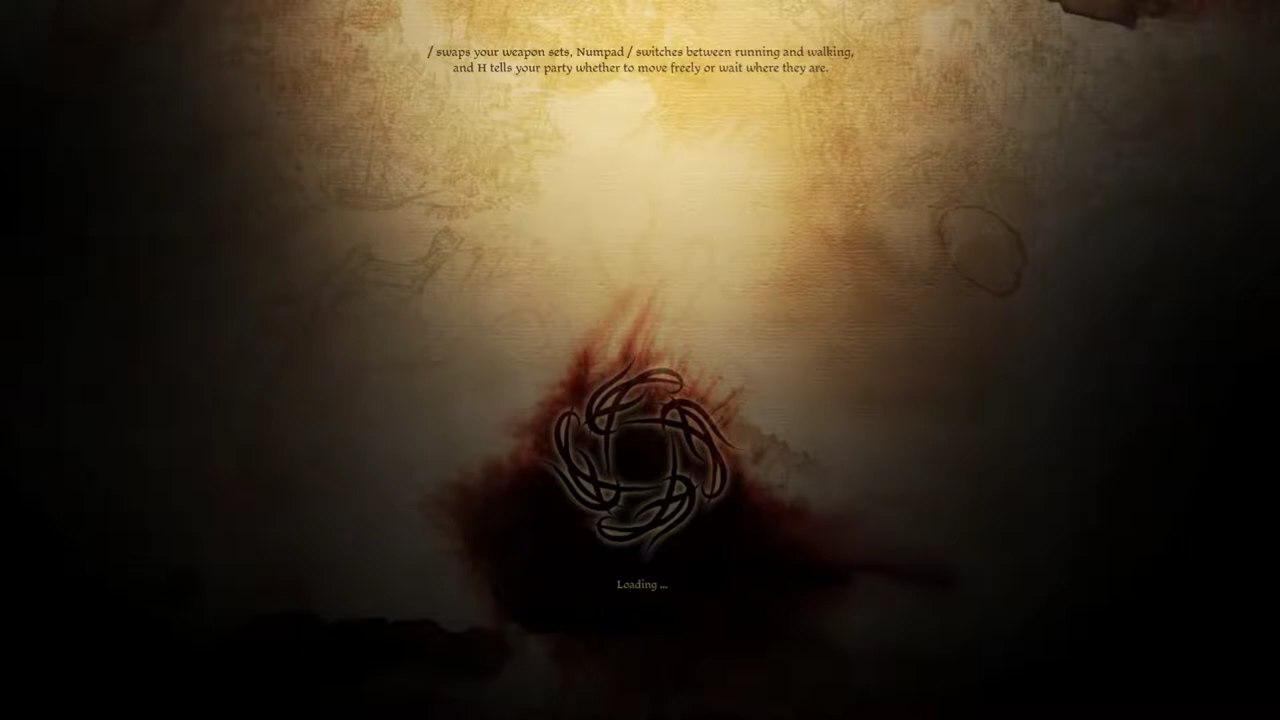 / swaps your weapon sets, Numpad / switches between running and walking,
and H tells your party whether to move freely or wait where they are.
Loading ...